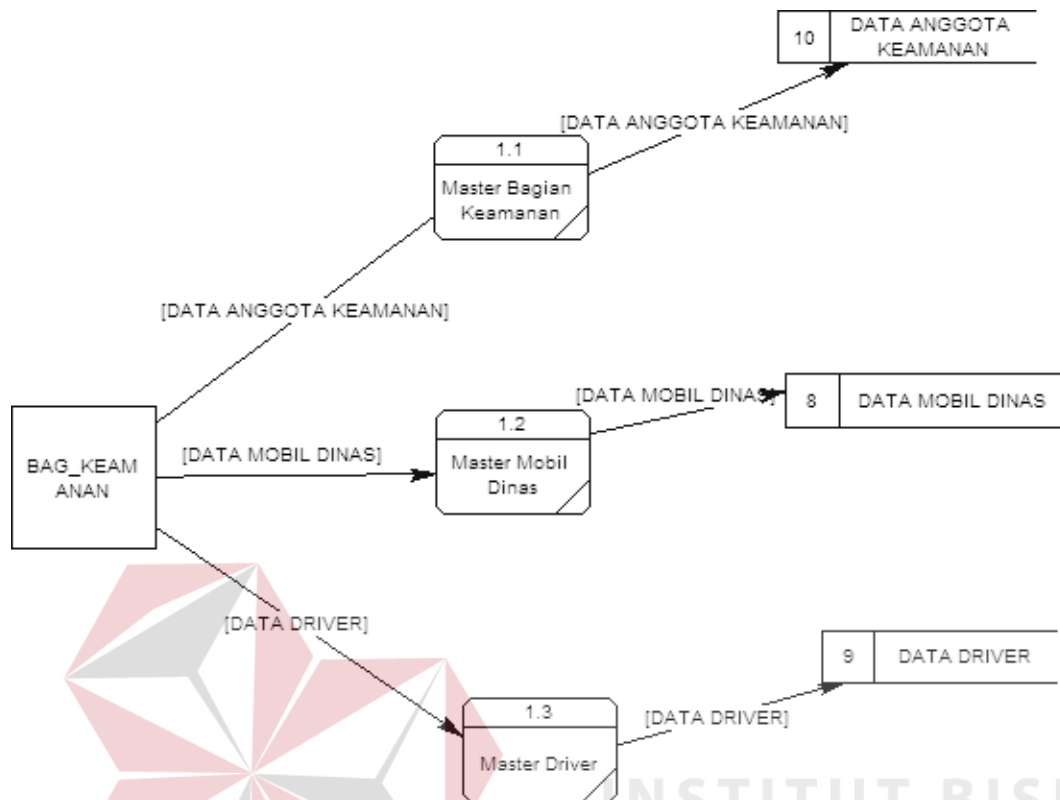 10
DATA ANGGOTA
KEAMANAN
[DATA ANGGOTA KEAMANAN]
1.1
Master Bagian
Keamanan
[DATA ANGGOTA KEAMANAN]
[DATA MOBIL DINAS]
8
DATA MOBIL DINAS
1.2
Master Mobil
Dinas
[DATA MOBIL DINAS]
BAG_KEAM
ANAN
[DATA DRIVER]
9
DATA DRIVER
1.3
Master Driver
[DATA DRIVER]
INSTITUT BISI